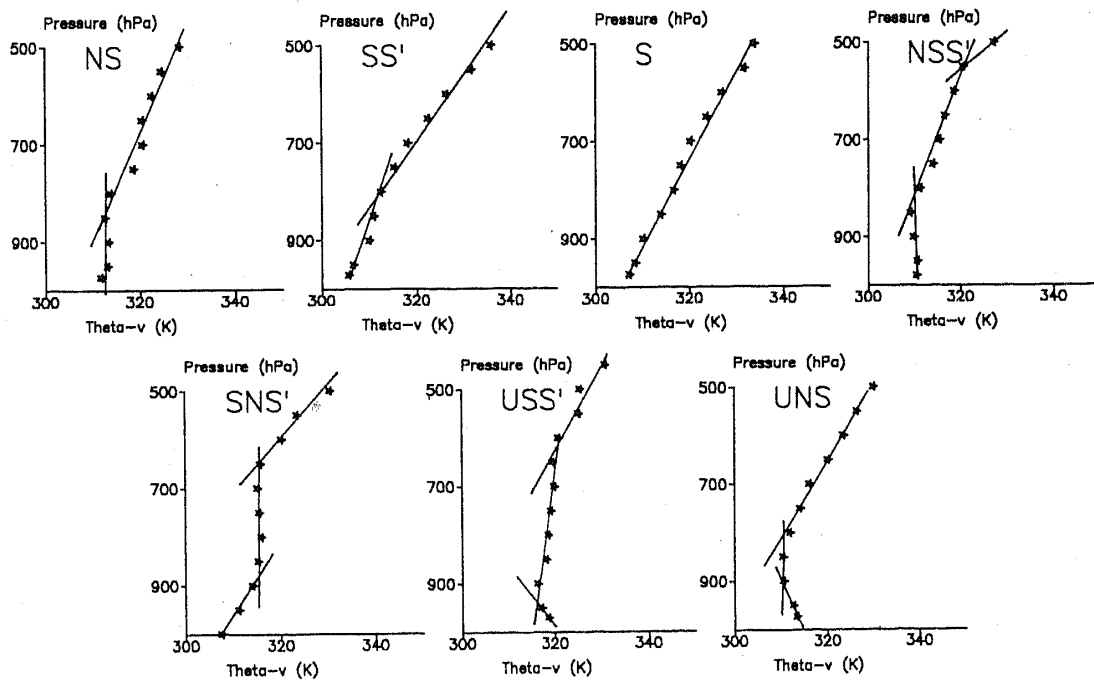 Pressure (hPa)
NS
500
700
900
300 320 340
Theta-v (K)
Pressure (hPa)
SS'
500
700
900
300 320 340
Theta-v (K)
Pressure (hPa)
S
500
700
900
300 320 340
Theta-v (K)
Pressure (hPa)
NSS'
500
700
900
300 320 340
Theta-v (K)
Pressure (hPa)
SNS'
500
700
900
300 320 340
Theta-v (K)
Pressure (hPa)
USS'
500
700
900
300 320 340
Theta-v (K)
Pressure (hPa)
UNS
500
700
900
300 320 340
Theta-v (K)